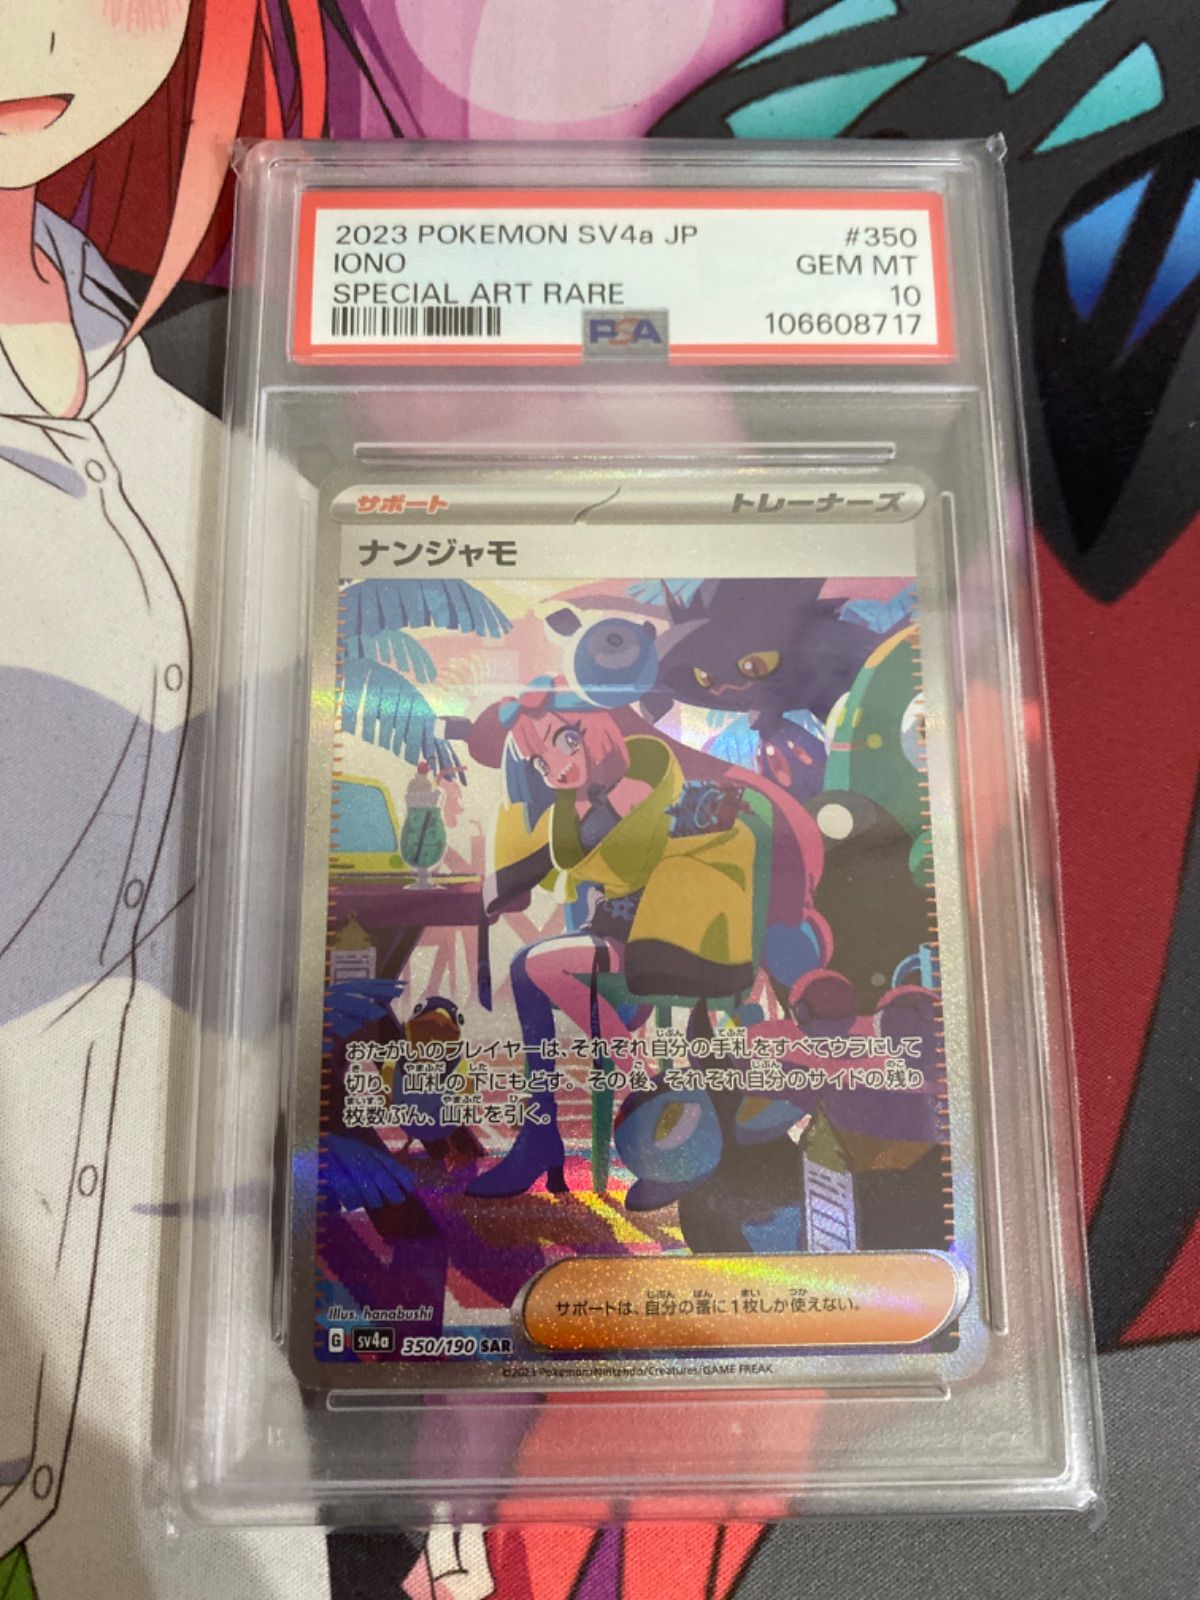 2023 POKEMON SV4a JP #350
IONO GEM MT
SPECIAL ART RARE 10
PSA 106608717
サポート トレーナーズ
ナンジャモ
おたがいのプレイヤーは、それぞれ自分の手札をすべてウラにして
切り、山札の下にもどす。その後、それぞれ自分のサイドの残り
枚数ぶん、山札を引く。
サポートは、自分の番に1枚しか使えない。
Illus. hanabushi
G sv4a 350/190 SAR
©2023 Pokémon/Nintendo/Creatures/GAME FREAK.